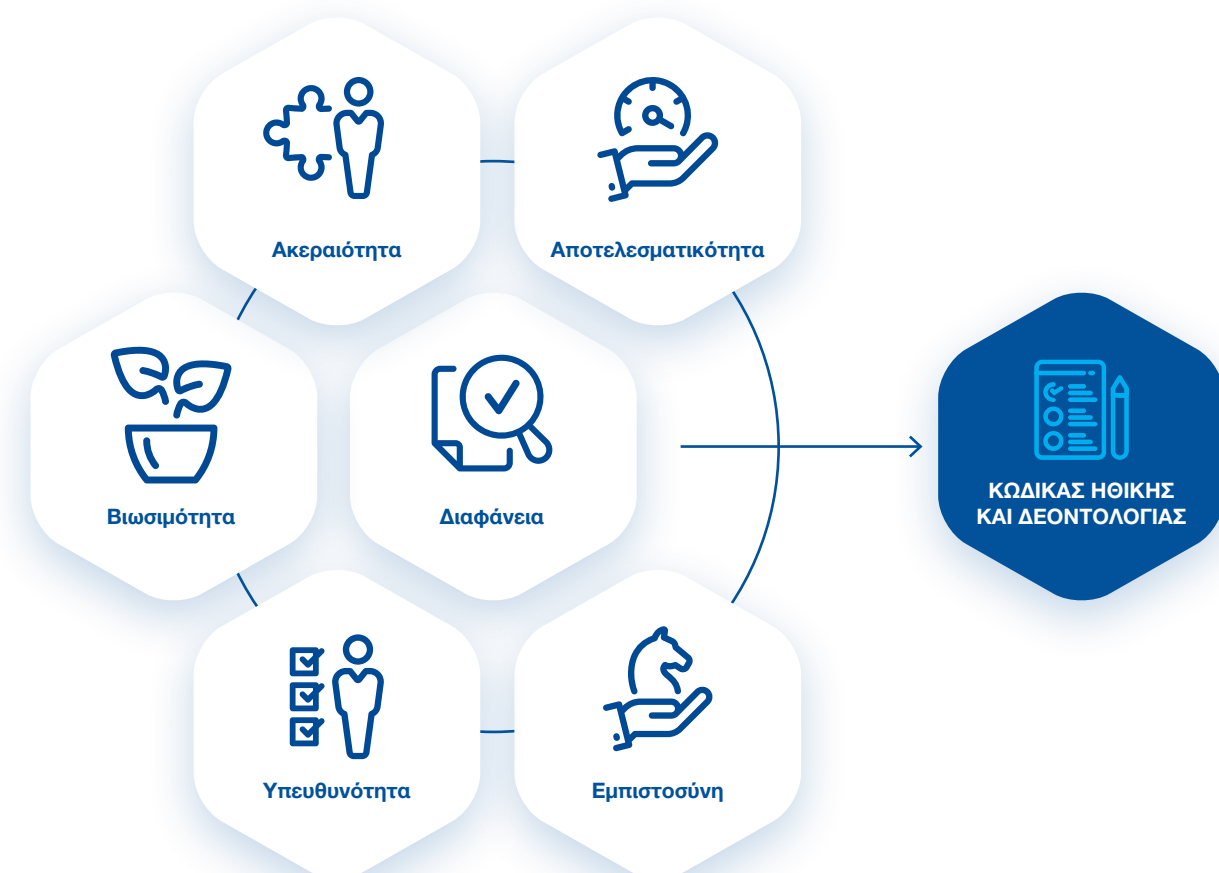 Ακεραιότητα
Αποτελεσματικότητα
Βιωσιμότητα
Διαφάνεια
ΚΩΔΙΚΑΣ ΗΘΙΚΗΣ
ΚΑΙ ΔΕΟΝΤΟΛΟΓΙΑΣ
Υπευθυνότητα
Εμπιστοσύνη